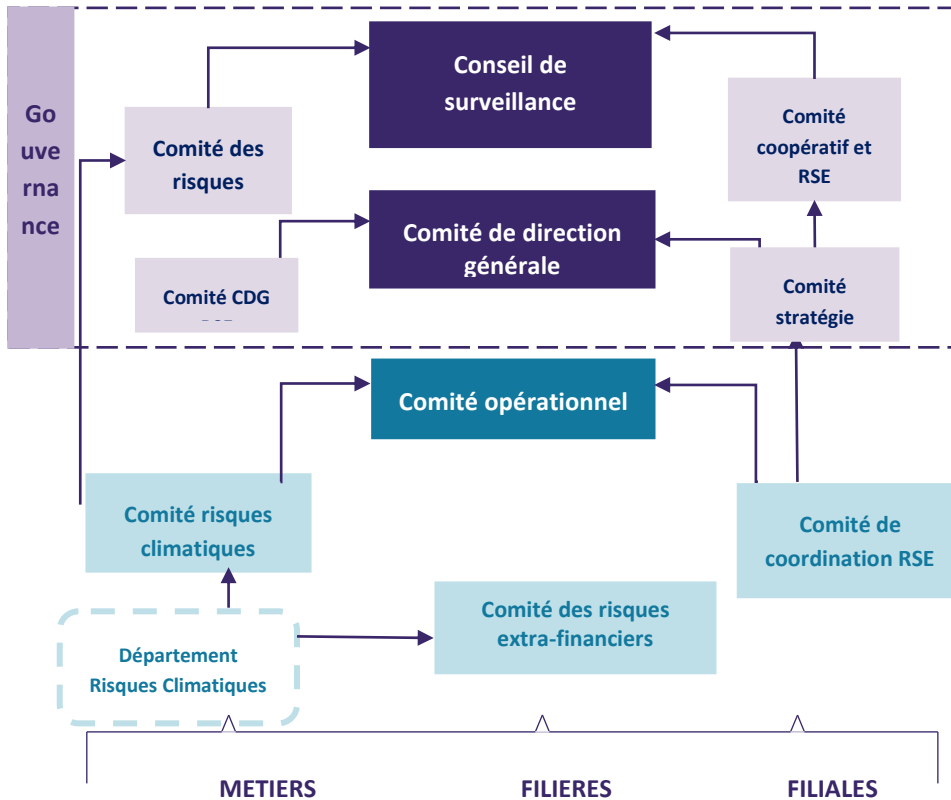 Go
uve
rna
nce
Conseil de
surveillance
Comité des
risques
Comité
coopératif et
RSE
Comité de direction
générale
Comité CDG
Comité
stratégie
Comité opérationnel
Comité risques
climatiques
Comité de
coordination RSE
Comité des risques
extra-financiers
Département
Risques Climatiques
METIERS
FILIERES
FILIALES